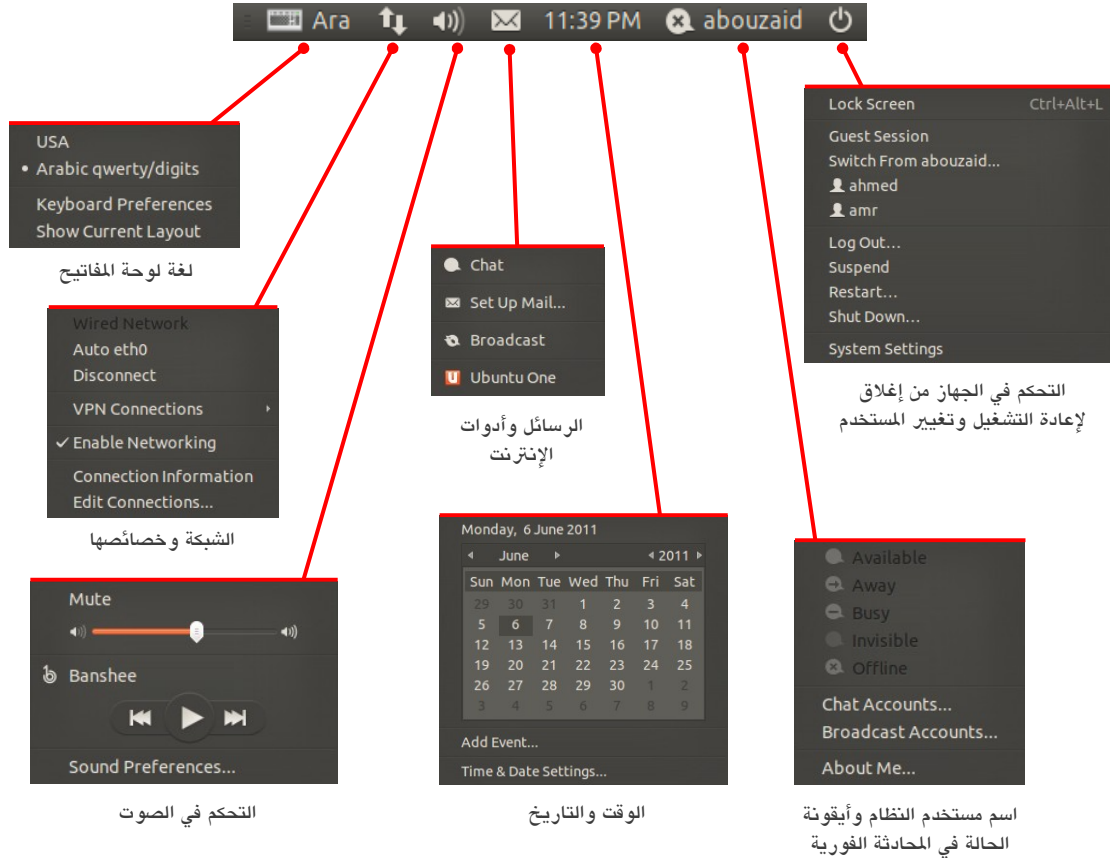 Ara 11:39 PM abouzaid
USA
Arabic qwerty/digits
Keyboard Preferences
Show Current Layout
لغة لوحة المفاتيح
Wired Network
Auto eth0
Disconnect
VPN Connections
Enable Networking
Connection Information
Edit Connections...
الشبكة وخصائصها
Mute
Banshee
Sound Preferences...
التحكم في الصوت
Chat
Set Up Mail...
Broadcast
Ubuntu One
الرسائل وأدوات
الإنترنت
Monday, 6 June 2011
June 2011
Sun Mon Tue Wed Thu Fri Sat
29 30 31 1 2 3 4
5 6 7 8 9 10 11
12 13 14 15 16 17 18
19 20 21 22 23 24 25
26 27 28 29 30 1 2
3 4 5 6 7 8 9
Add Event...
Time & Date Settings...
الوقت والتاريخ
Lock Screen Ctrl+Alt+L
Guest Session
Switch From abouzaid...
ahmed
amr
Log Out...
Suspend
Restart...
Shut Down...
System Settings
التحكم في الجهاز من إغلاق
لإعادة التشغيل وتغيير المستخدم
Available
Away
Busy
Invisible
Offline
Chat Accounts...
Broadcast Accounts...
About Me...
اسم مستخدم النظام وأيقونة
الحالة في المحادثة الفورية